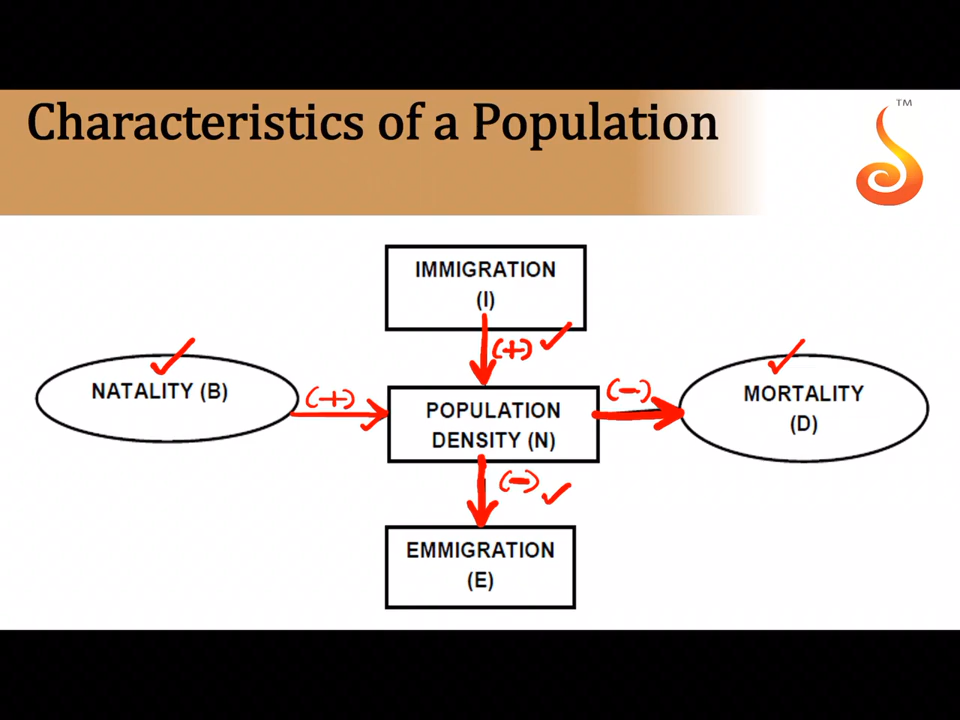 Characteristics of a Population
TM
IMMIGRATION
(I)
(+)
NATALITY (B)
(+)
POPULATION
DENSITY (N)
(-)
MORTALITY
(D)
(-)
EMMIGRATION
(E)